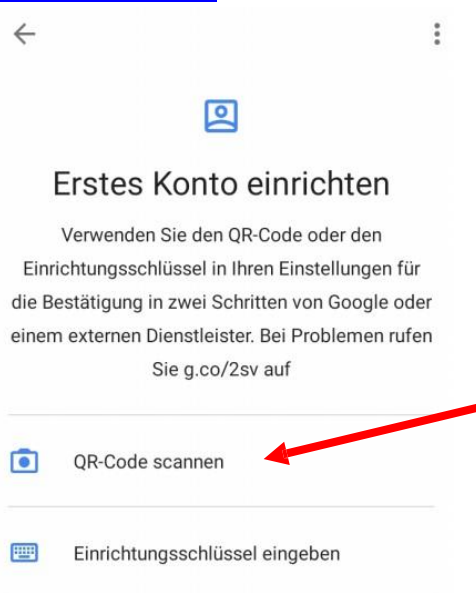 Erstes Konto einrichten
Verwenden Sie den QR-Code oder den
Einrichtungsschlüssel in Ihren Einstellungen für
die Bestätigung in zwei Schritten von Google oder
einem externen Dienstleister. Bei Problemen rufen
Sie g.co/2sv auf
QR-Code scannen
Einrichtungsschlüssel eingeben